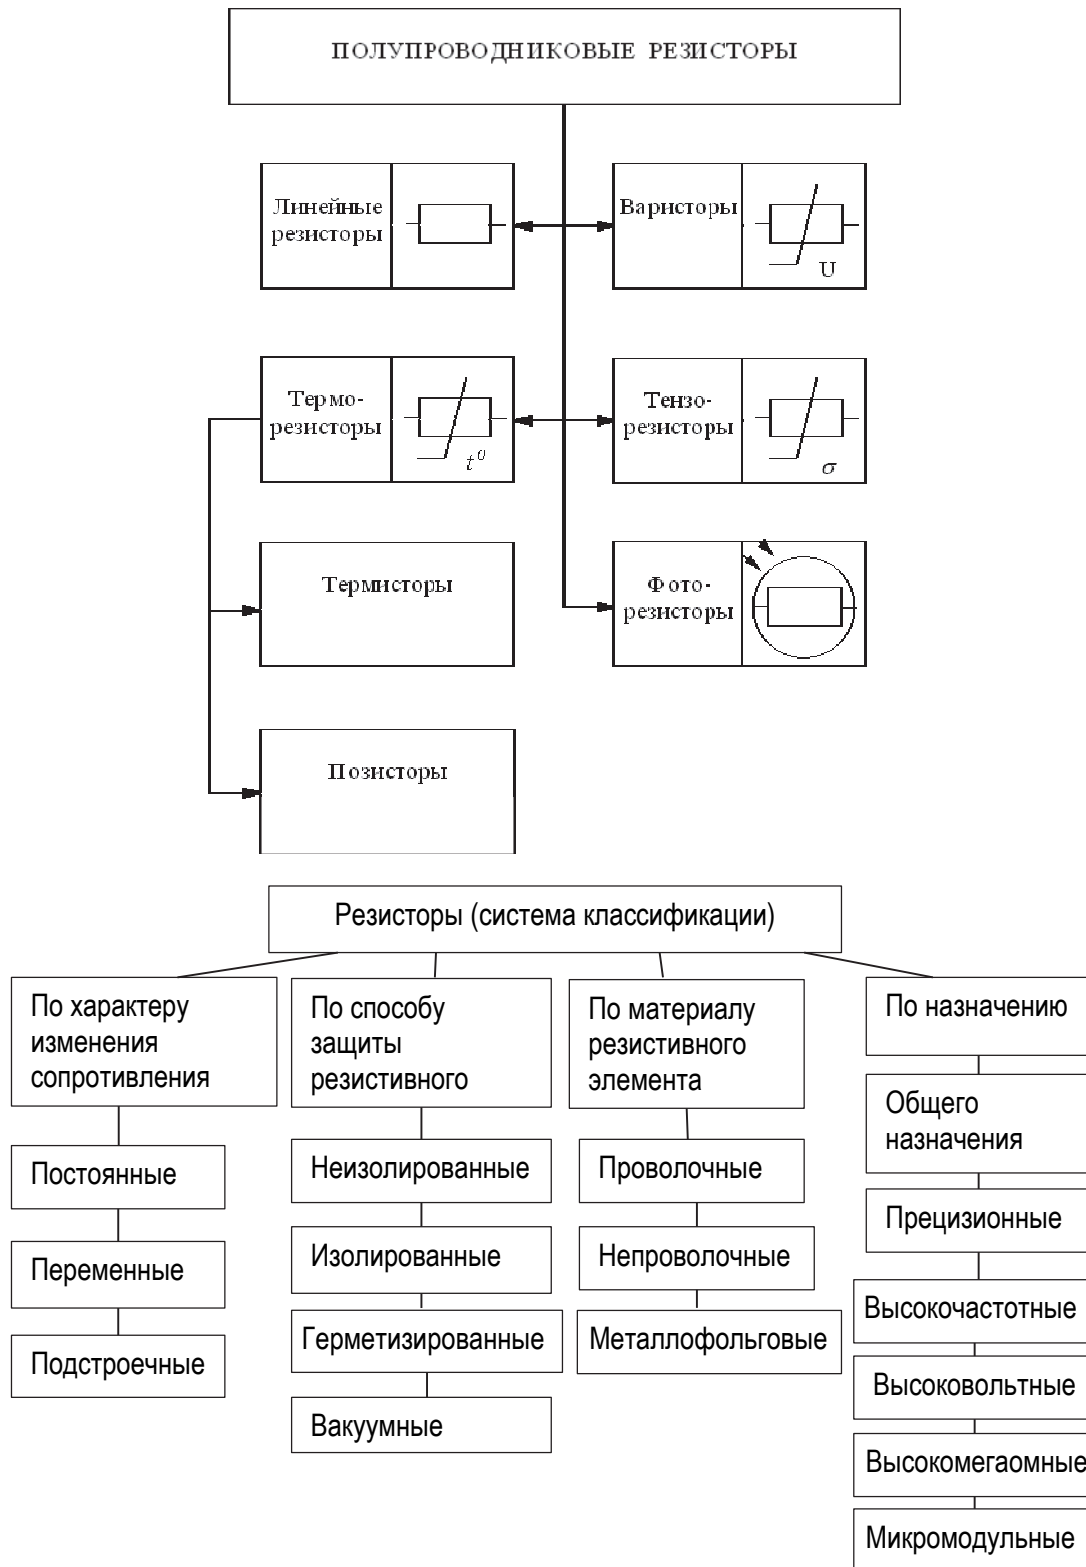 ПОЛУПРОВОДНИКОВЫЕ РЕЗИСТОРЫ
Линейные
резисторы
Варисторы
U
Термо-
резисторы
t⁰
Тензо-
резисторы
σ
Термисторы
Фото-
резисторы
Позисторы
Резисторы (система классификации)
По характеру
изменения
сопротивления
Постоянные
Переменные
Подстроечные
По способу
защиты
резистивного
Неизолированные
Изолированные
Герметизированные
Вакуумные
По материалу
резистивного
элемента
Проволочные
Непроволочные
Металлофольговые
По назначению
Общего
назначения
Прецизионные
Высокочастотные
Высоковольтные
Высокомегаомные
Микромодульные